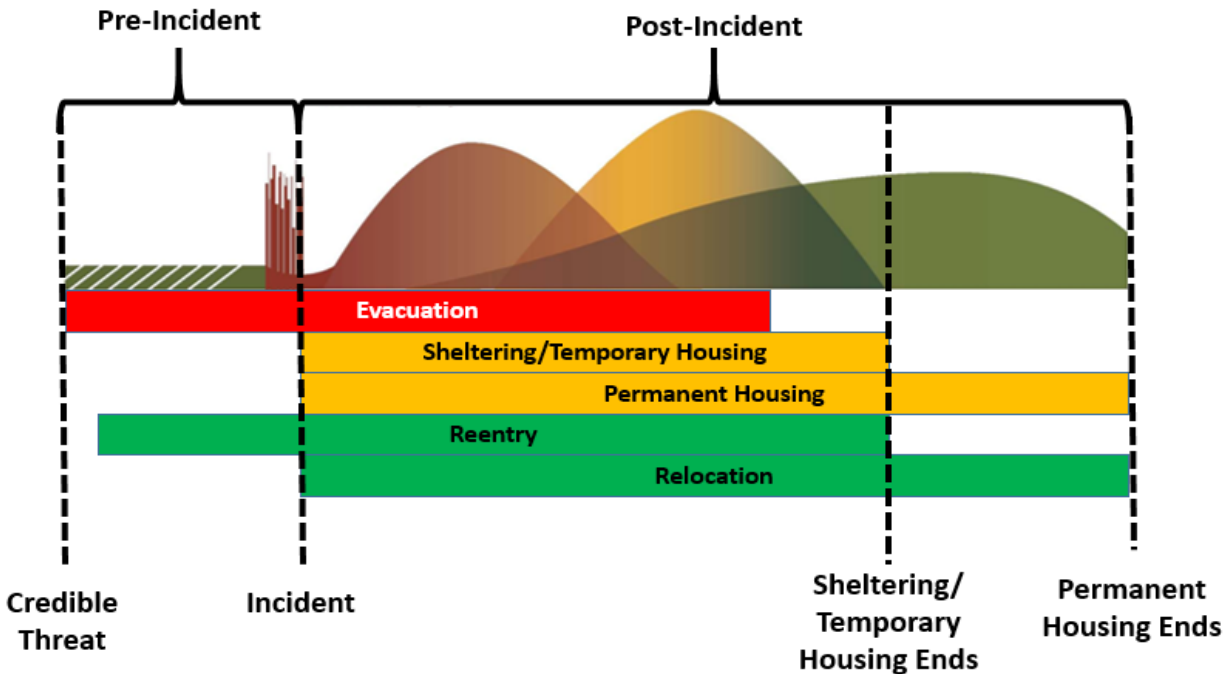 Pre-Incident
Post-Incident
Evacuation
Sheltering/Temporary Housing
Permanent Housing
Reentry
Relocation
Credible
Threat
Incident
Sheltering/
Temporary
Housing Ends
Permanent
Housing Ends